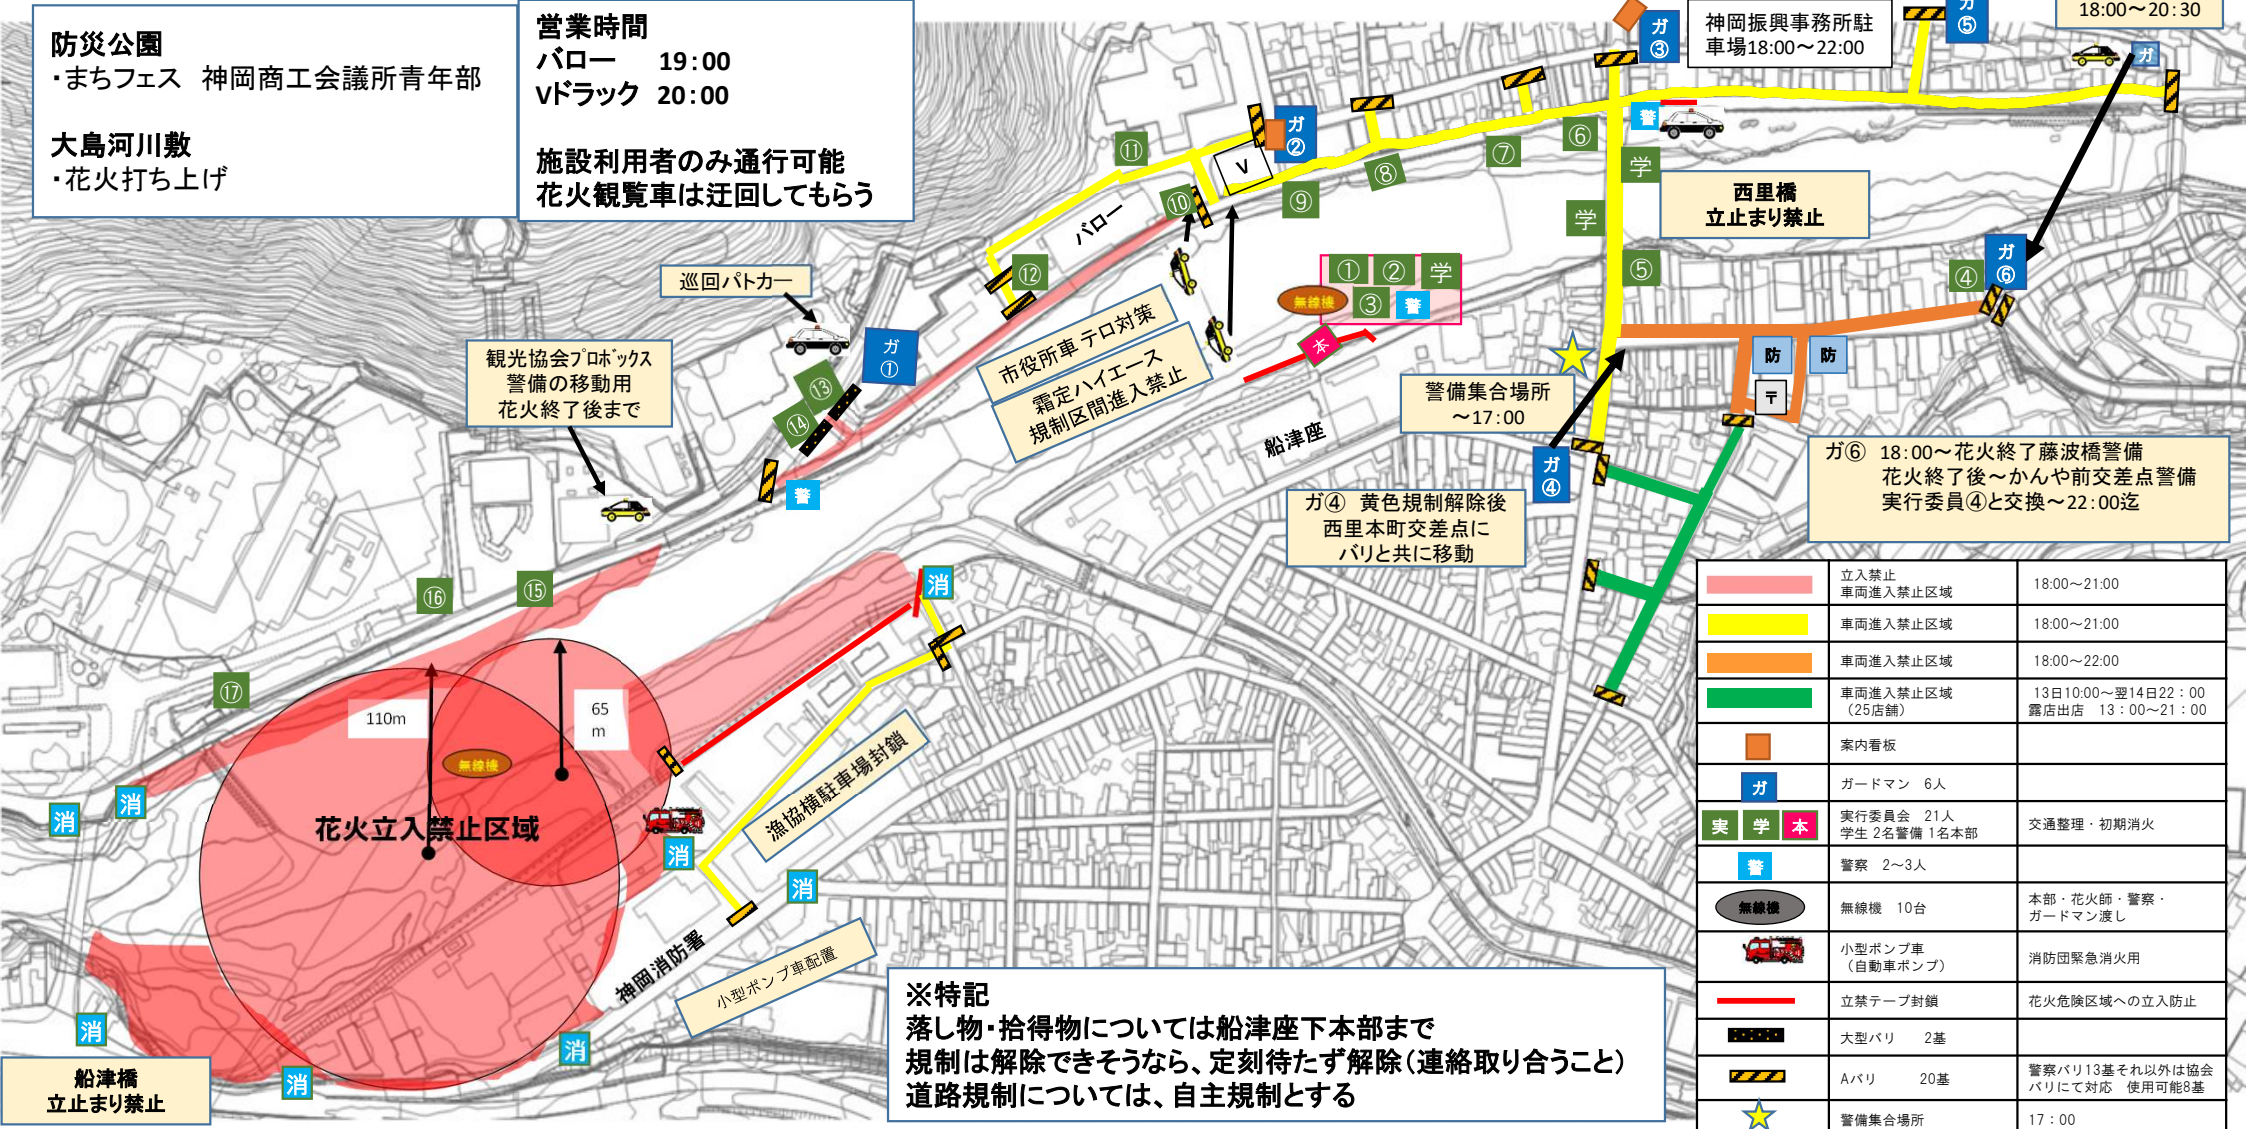 防災公園
・まちフェス 神岡商工会議所青年部
大島河川敷
・花火打ち上げ
営業時間
バロー 19:00
Vドラック 20:00
施設利用者のみ通行可能
花火観覧車は迂回してもらう
ガ
③
神岡振興事務所駐
車場18:00～22:00
ガ
⑤
18:00～20:30
ガ
ガ
②
警
⑪
V
⑩
⑨
⑧
⑦
⑥
学
学
西里橋
立止まり禁止
バロー
⑫
巡回パトカー
ガ
①
① ② 学
無線機
③ 警
本
⑤
④
ガ
⑥
観光協会プロボックス
警備の移動用
花火終了後まで
市役所車 テロ対策
霜定ハイエース
規制区間進入禁止
⑬
⑭
警
船津座
警備集合場所
～17:00
防
防
〒
ガ
④
ガ④ 黄色規制解除後
西里本町交差点に
バリと共に移動
ガ⑥ 18:00～花火終了藤波橋警備
花火終了後～かんや前交差点警備
実行委員④と交換～22:00迄
⑯
⑮
⑰
消
110m
65
m
無線機
花火立入禁止区域
消
消
消
消
漁協横駐車場封鎖
神岡消防署
小型ポンプ車配置
消
消
消
船津橋
立止まり禁止
※特記
落し物・拾得物については船津座下本部まで
規制は解除できそうなら、定刻待たず解除（連絡取り合うこと）
道路規制については、自主規制とする
立入禁止
車両進入禁止区域
18:00～21:00
車両進入禁止区域
18:00～21:00
車両進入禁止区域
18:00～22:00
車両進入禁止区域
（25店舗）
13日10:00～翌14日22：00
露店出店 13：00～21：00
案内看板
ガ
ガードマン 6人
実 学 本
実行委員会 21人
学生 2名警備 1名本部
交通整理・初期消火
警
警察 2～3人
無線機
無線機 10台
本部・花火師・警察・
ガードマン渡し
小型ポンプ車
（自動車ポンプ）
消防団緊急消火用
立禁テープ封鎖
花火危険区域への立入防止
大型バリ 2基
Aバリ 20基
警察バリ13基それ以外は協会
バリにて対応 使用可能8基
警備集合場所
17：00